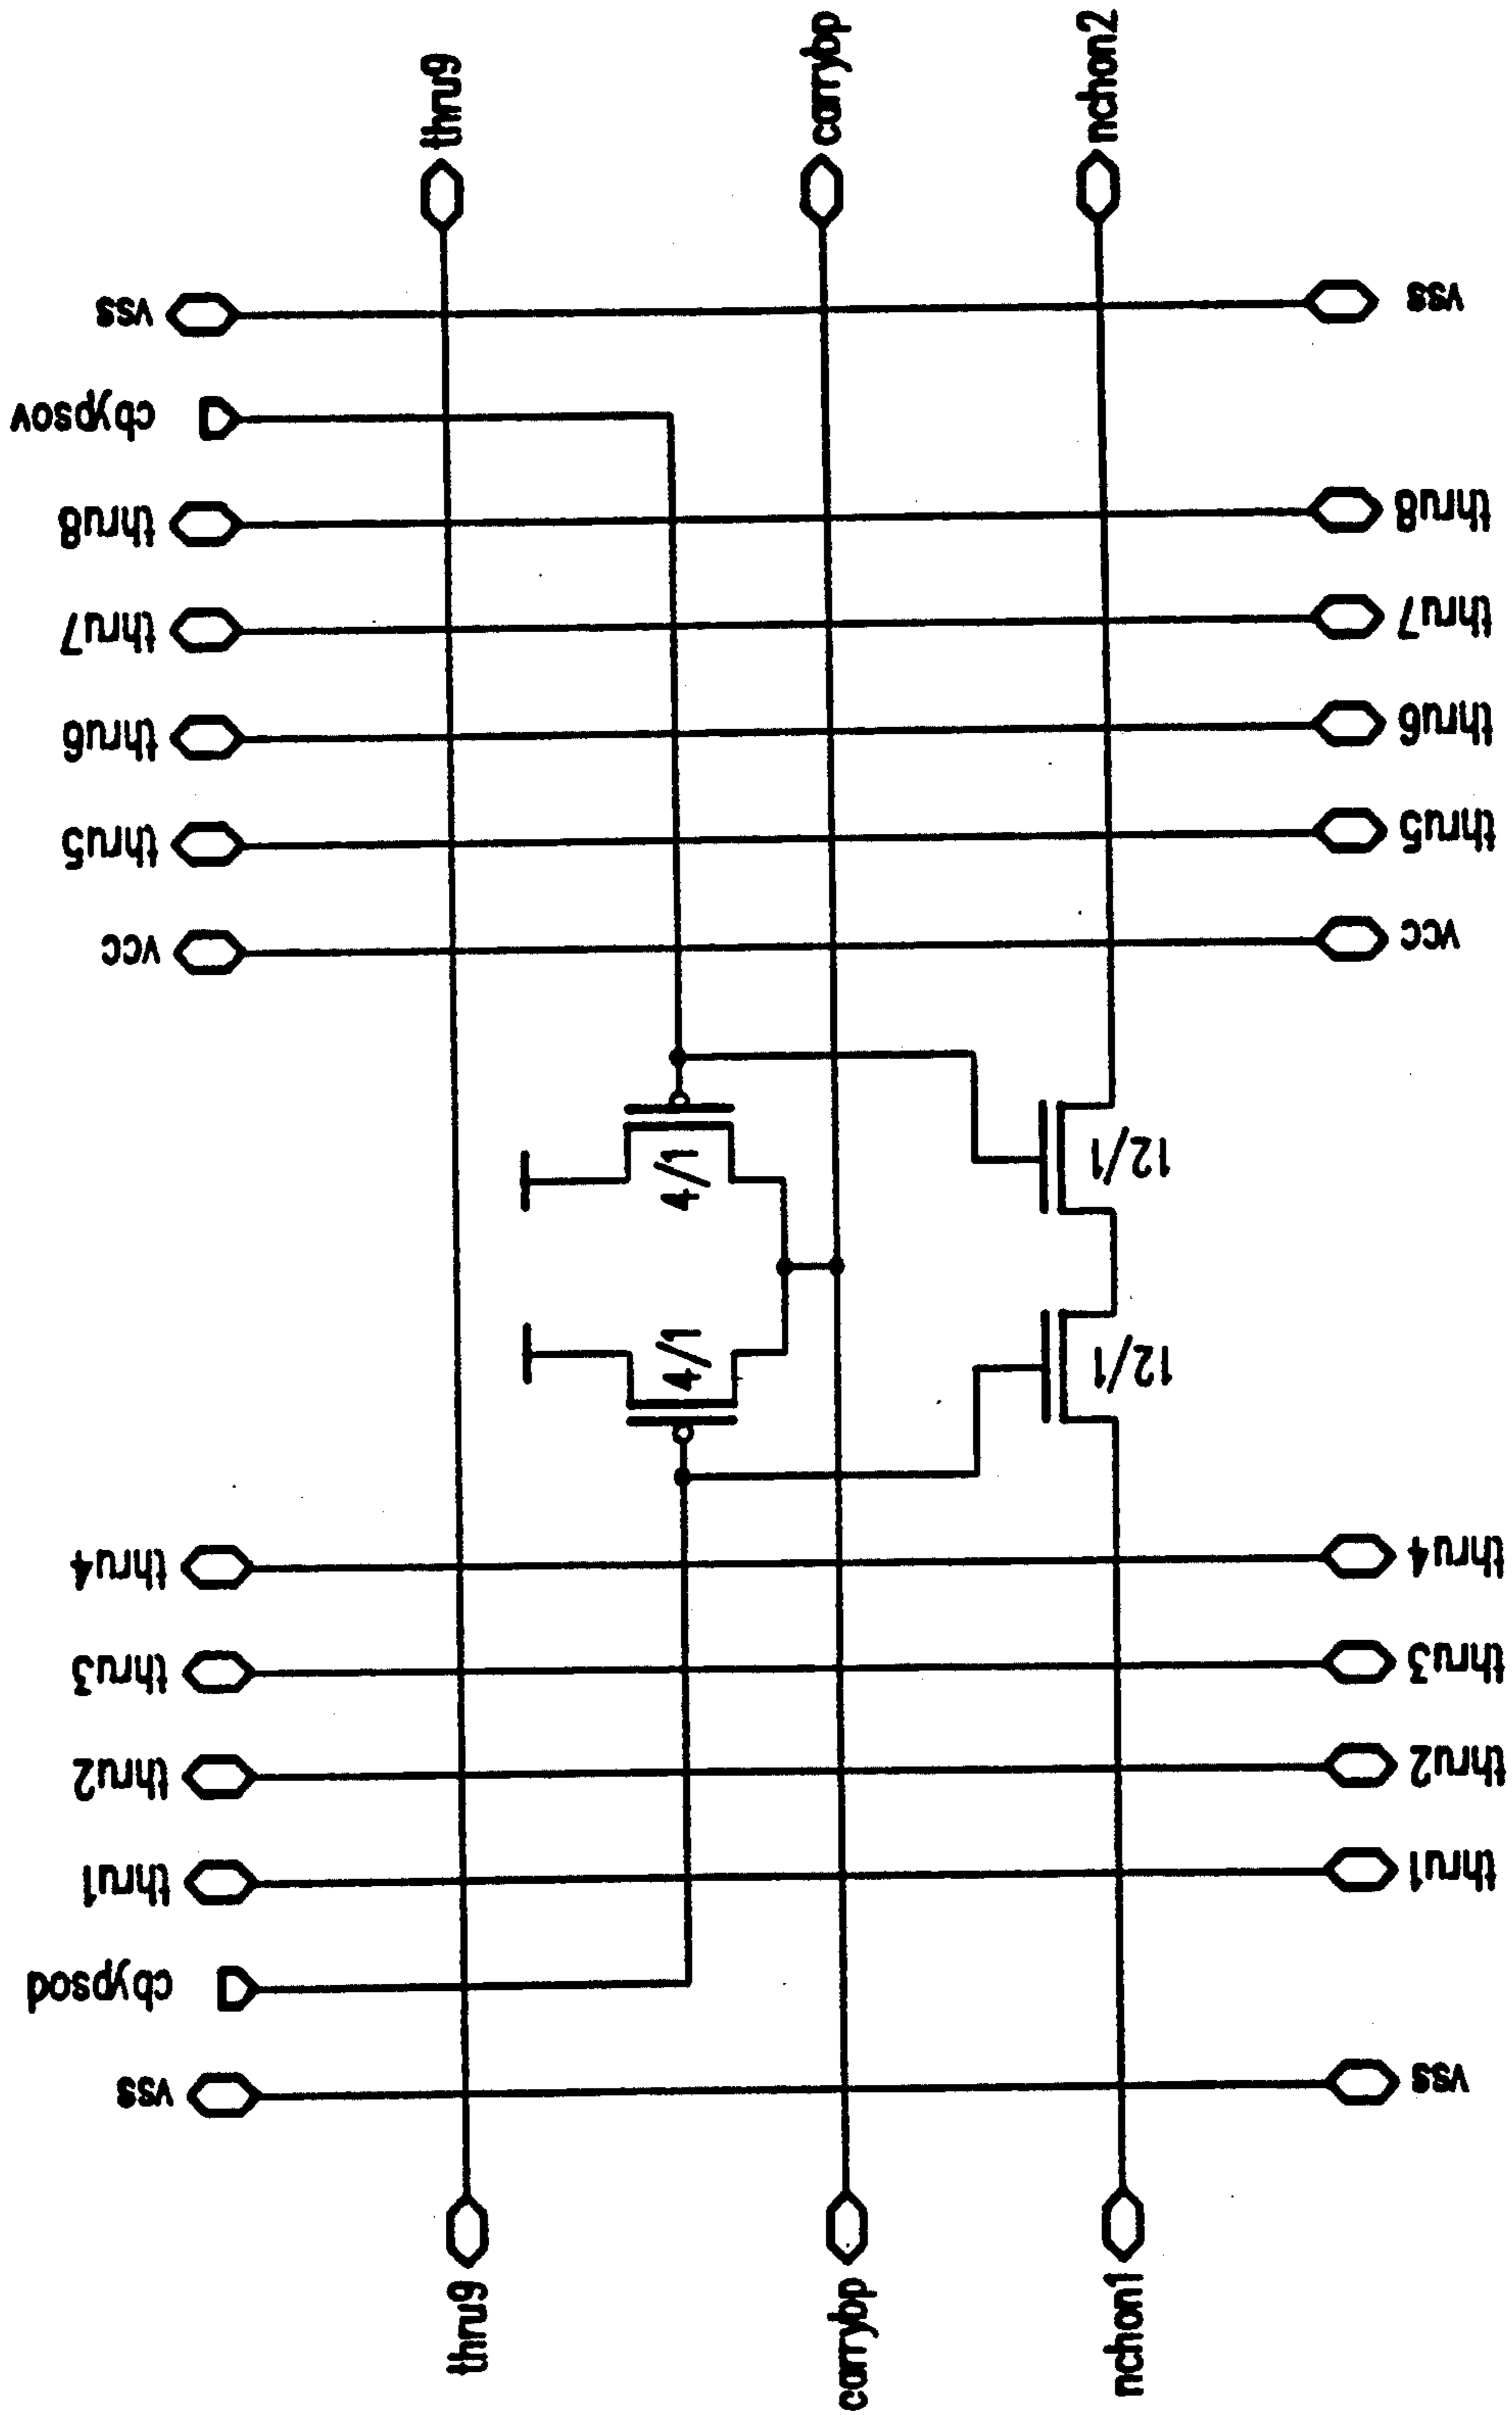 thru9
carrybp
nchon2
vss
vss
cbypsov
thru8
thru8
thru7
thru7
thru6
thru6
thru5
thru5
vcc
vcc
4/1
12/1
4/1
12/1
thru4
thru4
thru3
thru3
thru2
thru2
thru1
thru1
cbypsod
vss
vss
thru9
carrybp
nchon1